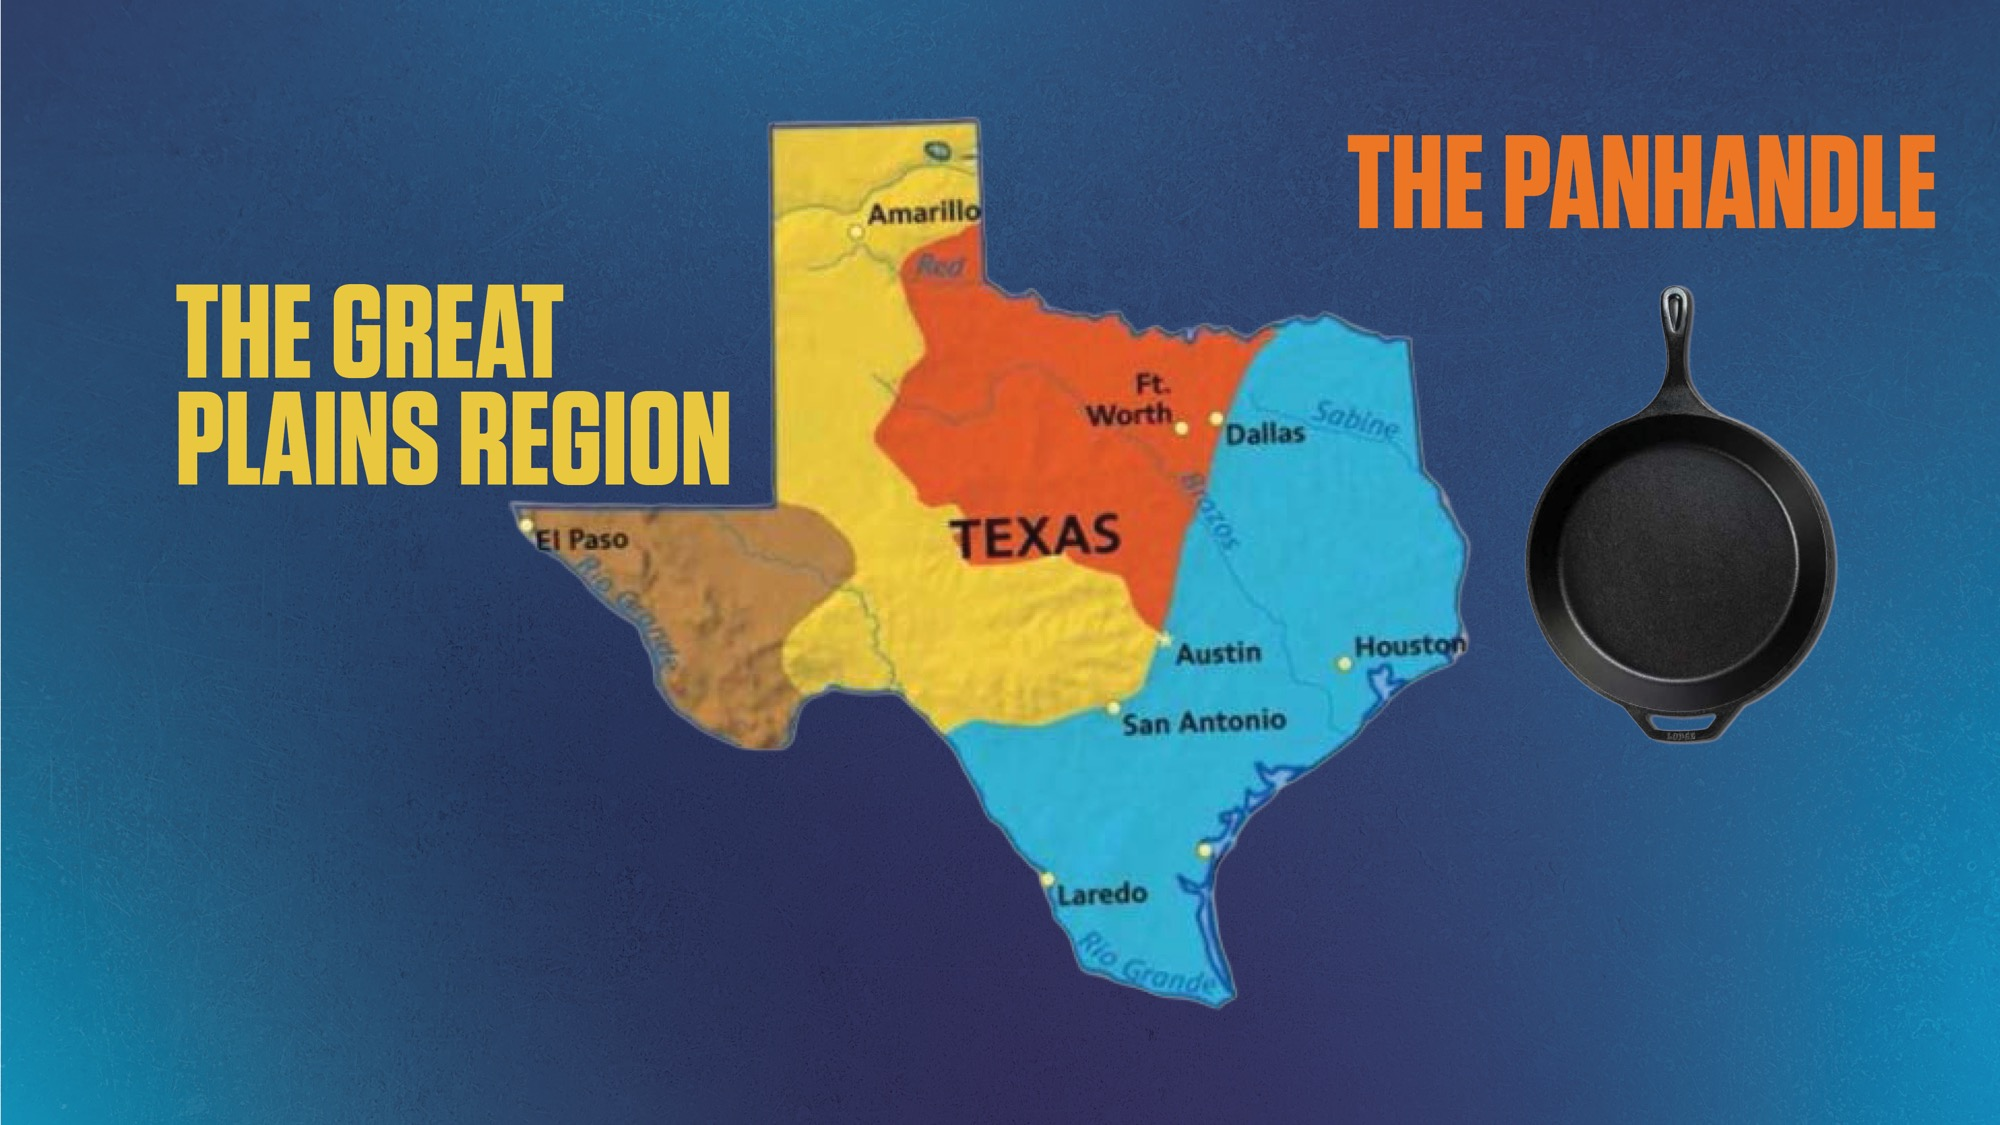 THE PANHANDLE
THE GREAT
PLAINS REGION
Amarillo
Red
Ft.
Worth
Dallas
Sabine
Brazos
TEXAS
El Paso
Rio Grande
Austin
Houston
San Antonio
Laredo
Rio Grande
LODGE